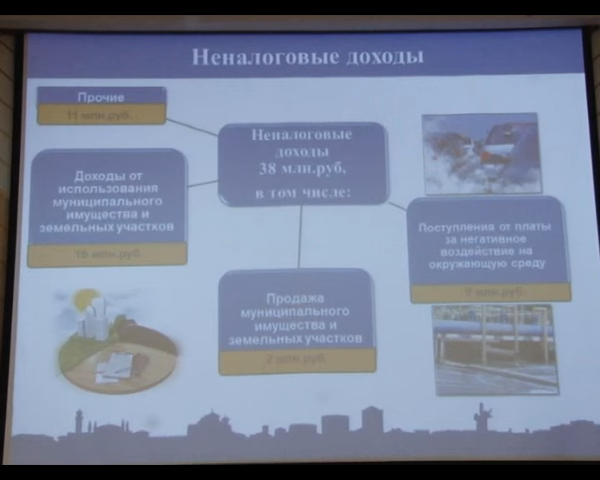 Неналоговые доходы
Прочие
11 млн.руб.
Неналоговые
доходы
38 млн.руб.
в том числе:
Доходы от
использования
муниципального
имущества и
земельных участков
16 млн.руб.
Поступления от платы
за негативное
воздействие на
окружающую среду
9 млн.руб.
Продажа
муниципального
имущества и
земельных участков
2 млн.руб.